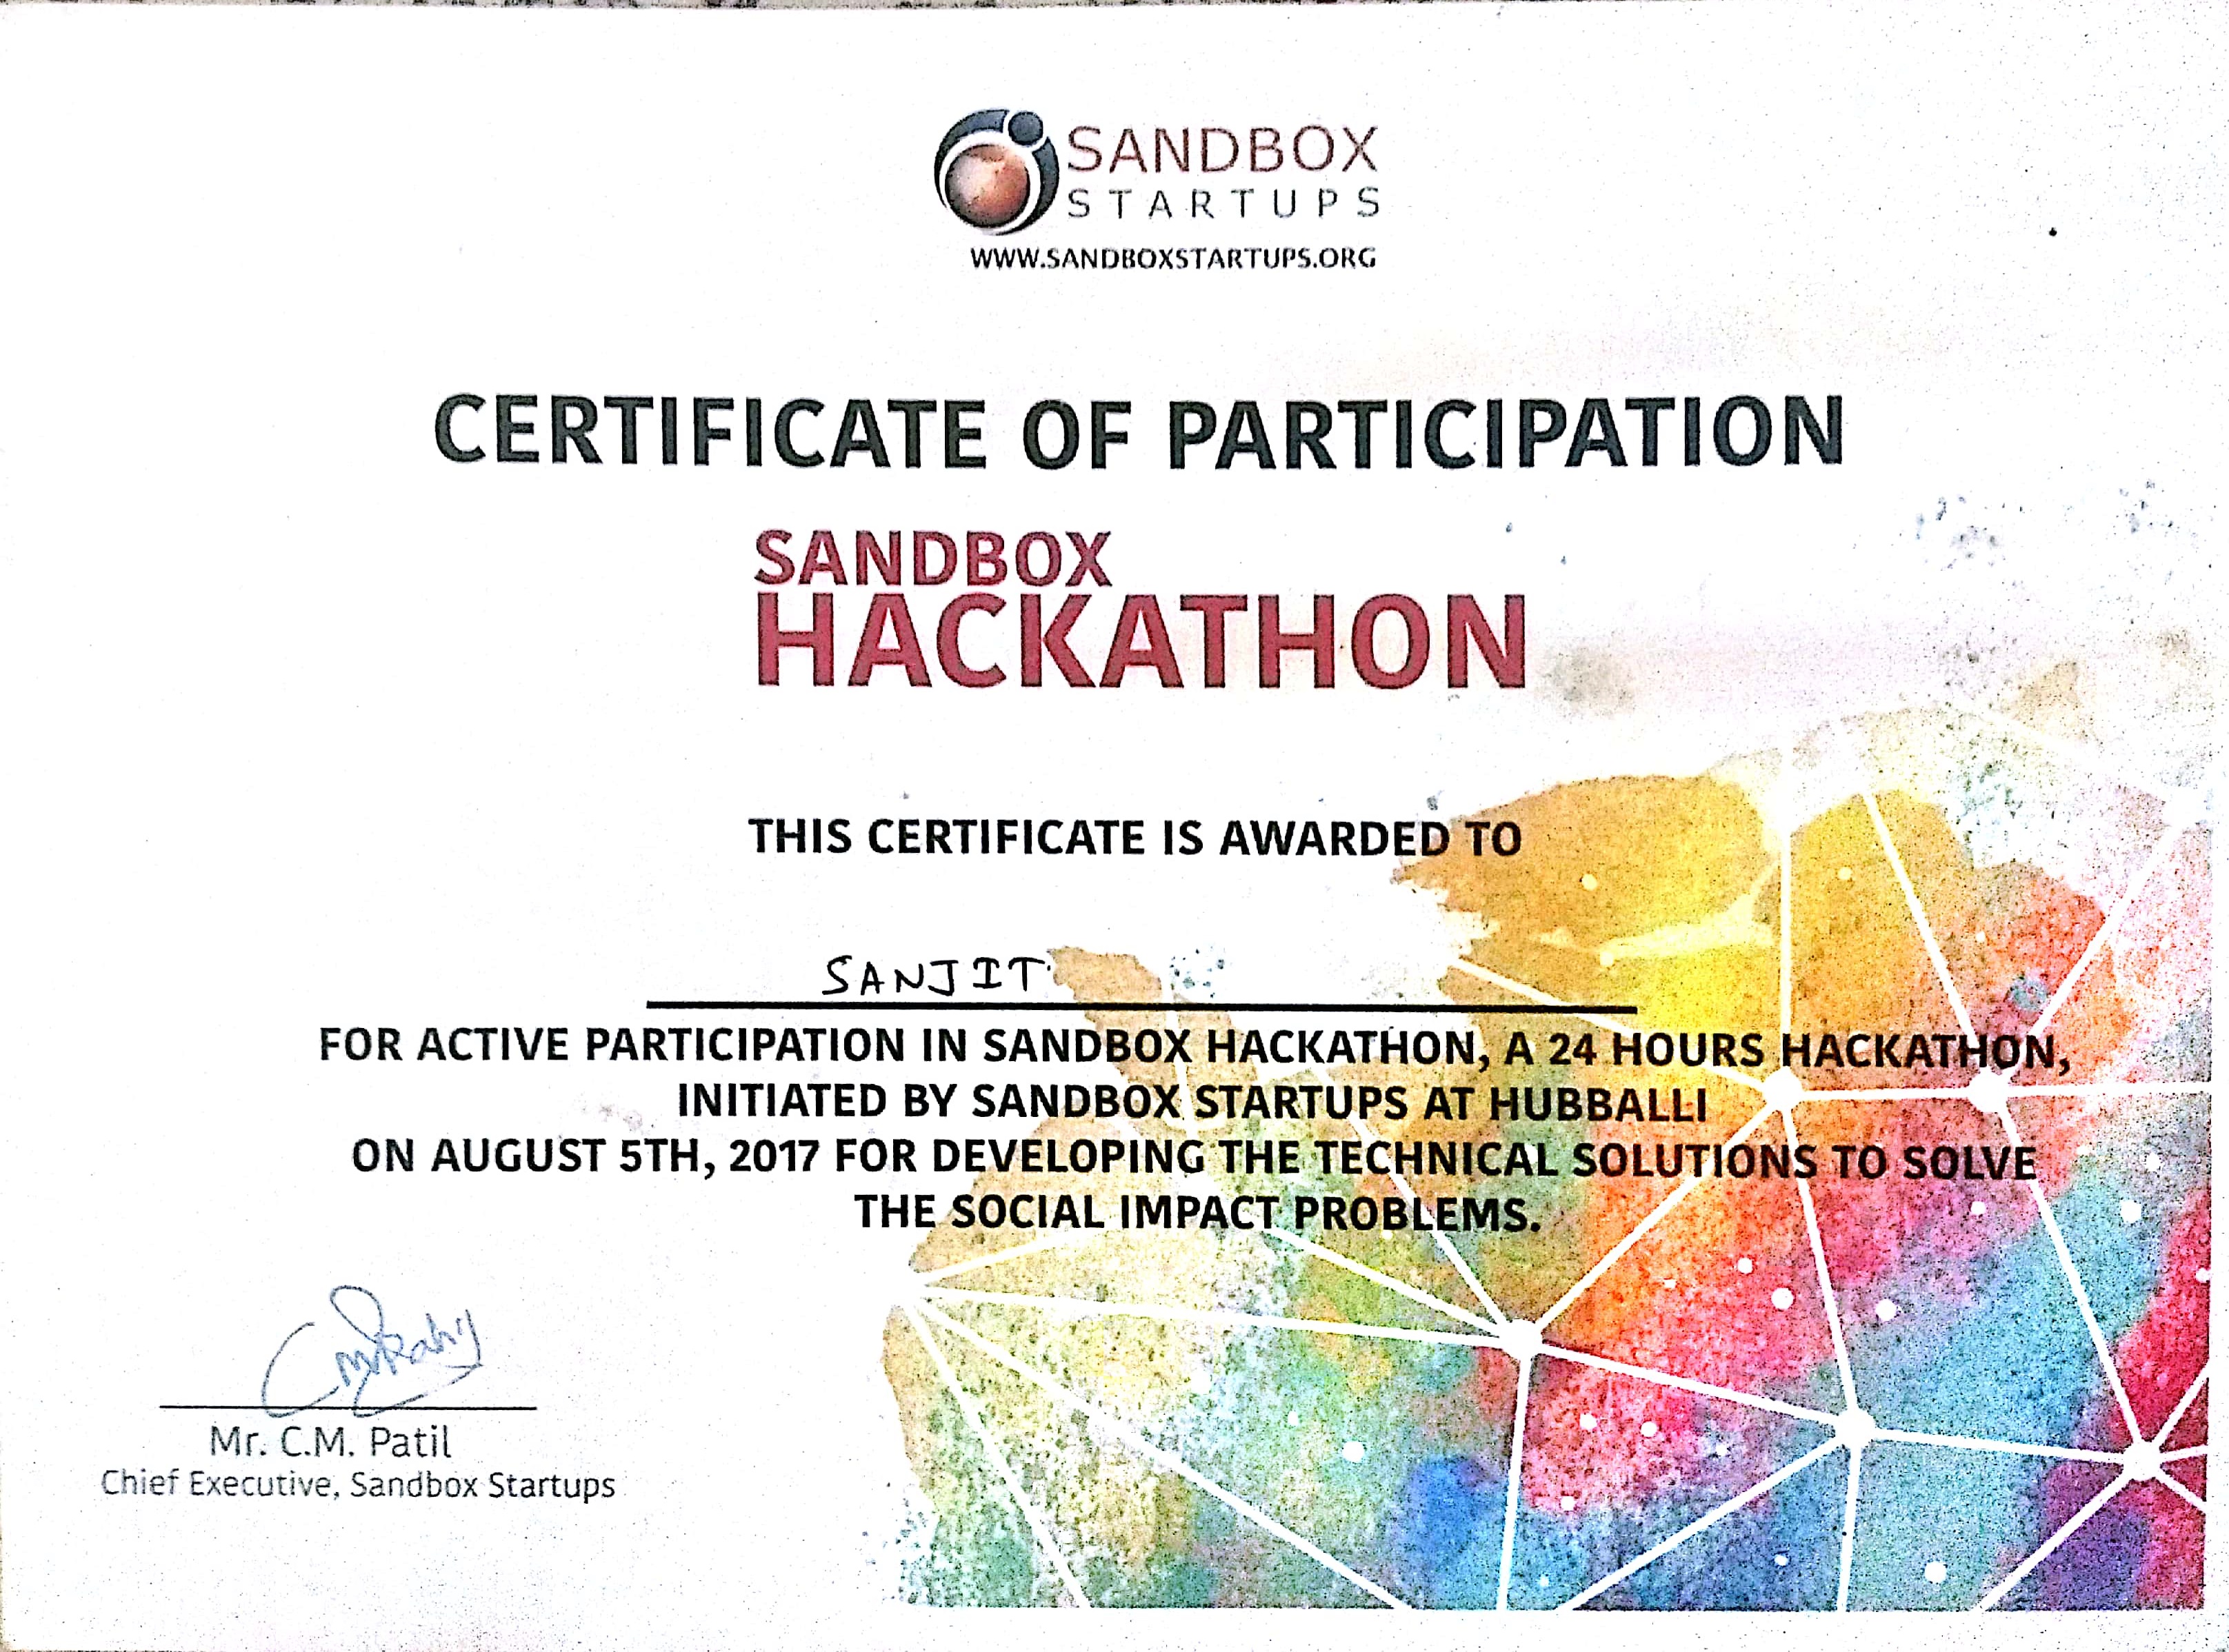 SANDBOX
STARTUPS
WWW.SANDBOXSTARTUPS.ORG
CERTIFICATE OF PARTICIPATION
SANDBOX
HACKATHON
THIS CERTIFICATE IS AWARDED TO
SANJIT
FOR ACTIVE PARTICIPATION IN SANDBOX HACKATHON, A 24 HOURS HACKATHON,
INITIATED BY SANDBOX STARTUPS AT HUBBALLI
ON AUGUST 5TH, 2017 FOR DEVELOPING THE TECHNICAL SOLUTIONS TO SOLVE
THE SOCIAL IMPACT PROBLEMS.
Mr. C.M. Patil
Chief Executive, Sandbox Startups